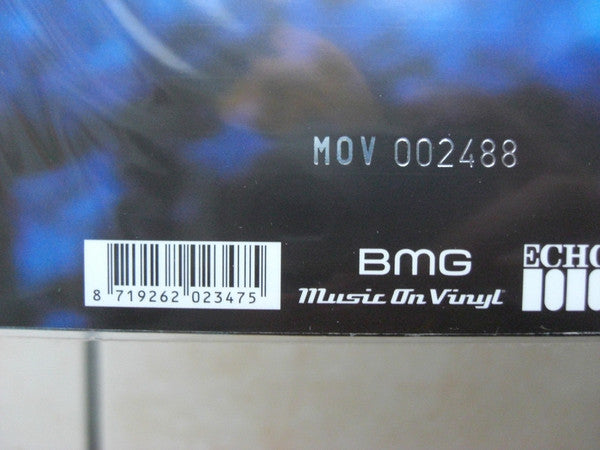 MOV 002488
BMG
Music On Vinyl
ECHO
8 719262 023475